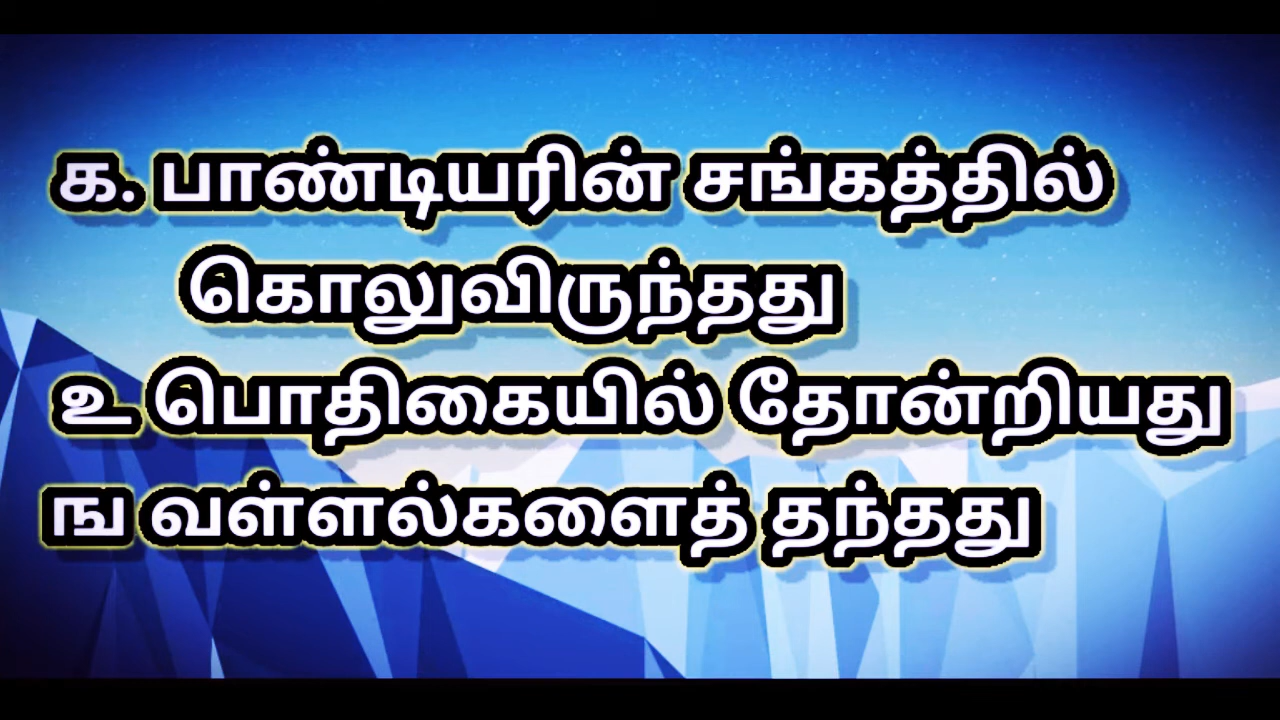 க. பாண்டியரின் சங்கத்தில்
கொலுவிருந்தது
உ பொதிகையில் தோன்றியது
ங வள்ளல்களைத் தந்தது